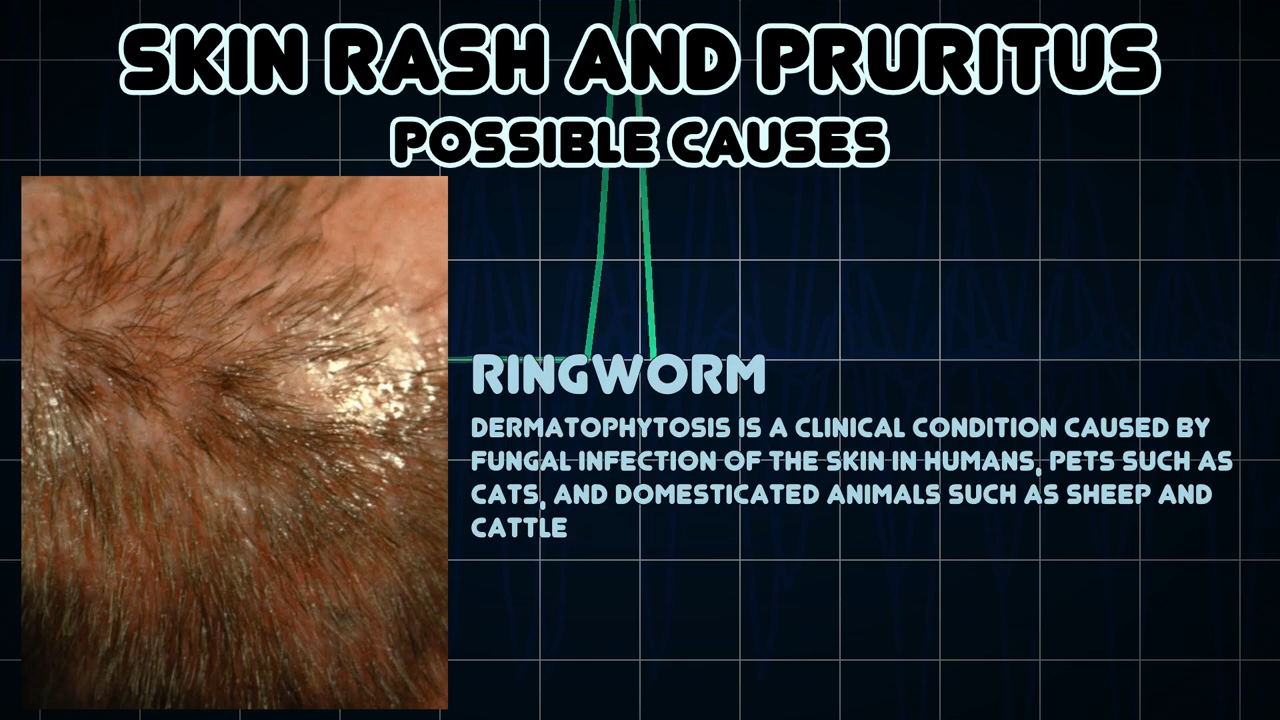 SKIN RASH AND PRURITUS
POSSIBLE CAUSES
RINGWORM
DERMATOPHYTOSIS IS A CLINICAL CONDITION CAUSED BY
FUNGAL INFECTION OF THE SKIN IN HUMANS, PETS SUCH AS
CATS, AND DOMESTICATED ANIMALS SUCH AS SHEEP AND
CATTLE